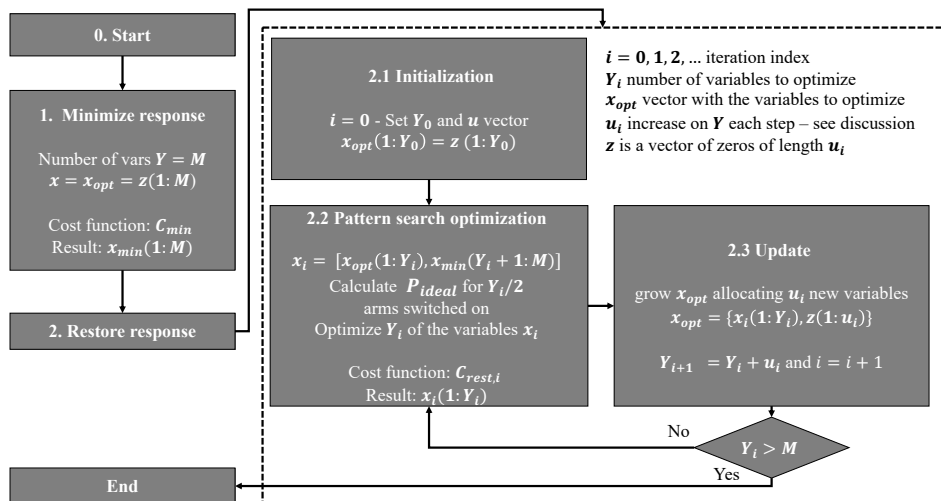 0. Start
1. Minimize response
Number of vars Y = M
x = x_opt = z(1: M)
Cost function: C_min
Result: x_min(1: M)
2. Restore response
End
2.1 Initialization
i = 0 - Set Y_0 and u vector
x_opt(1: Y_0) = z (1: Y_0)
i = 0, 1, 2, ... iteration index
Y_i number of variables to optimize
x_opt vector with the variables to optimize
u_i increase on Y each step – see discussion
z is a vector of zeros of length u_i
2.2 Pattern search optimization
x_i = [x_opt(1: Y_i), x_min(Y_i + 1: M)]
Calculate P_ideal for Y_i/2
arms switched on
Optimize Y_i of the variables x_i
Cost function: C_rest,i
Result: x_i(1: Y_i)
2.3 Update
grow x_opt allocating u_i new variables
x_opt = {x_i(1: Y_i), z(1: u_i)}
Y_i+1 = Y_i + u_i and i = i + 1
No
Y_i > M
Yes